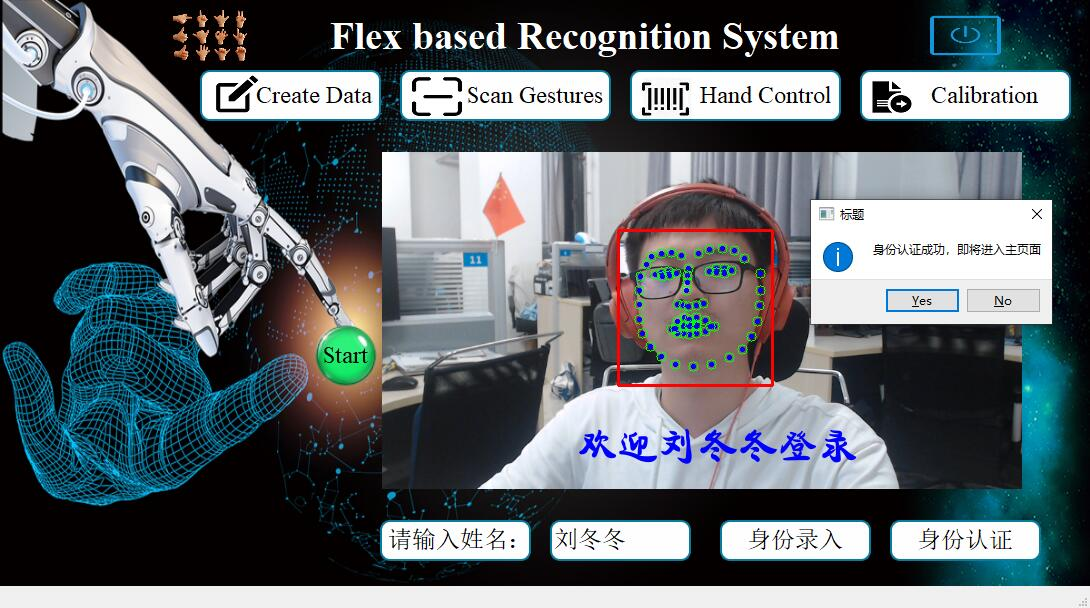 Flex based Recognition System
Create Data
Scan Gestures
Hand Control
Calibration
标题
身份认证成功，即将进入主页面
Yes
No
11
Start
欢迎刘冬冬登录
请输入姓名：
刘冬冬
身份录入
身份认证